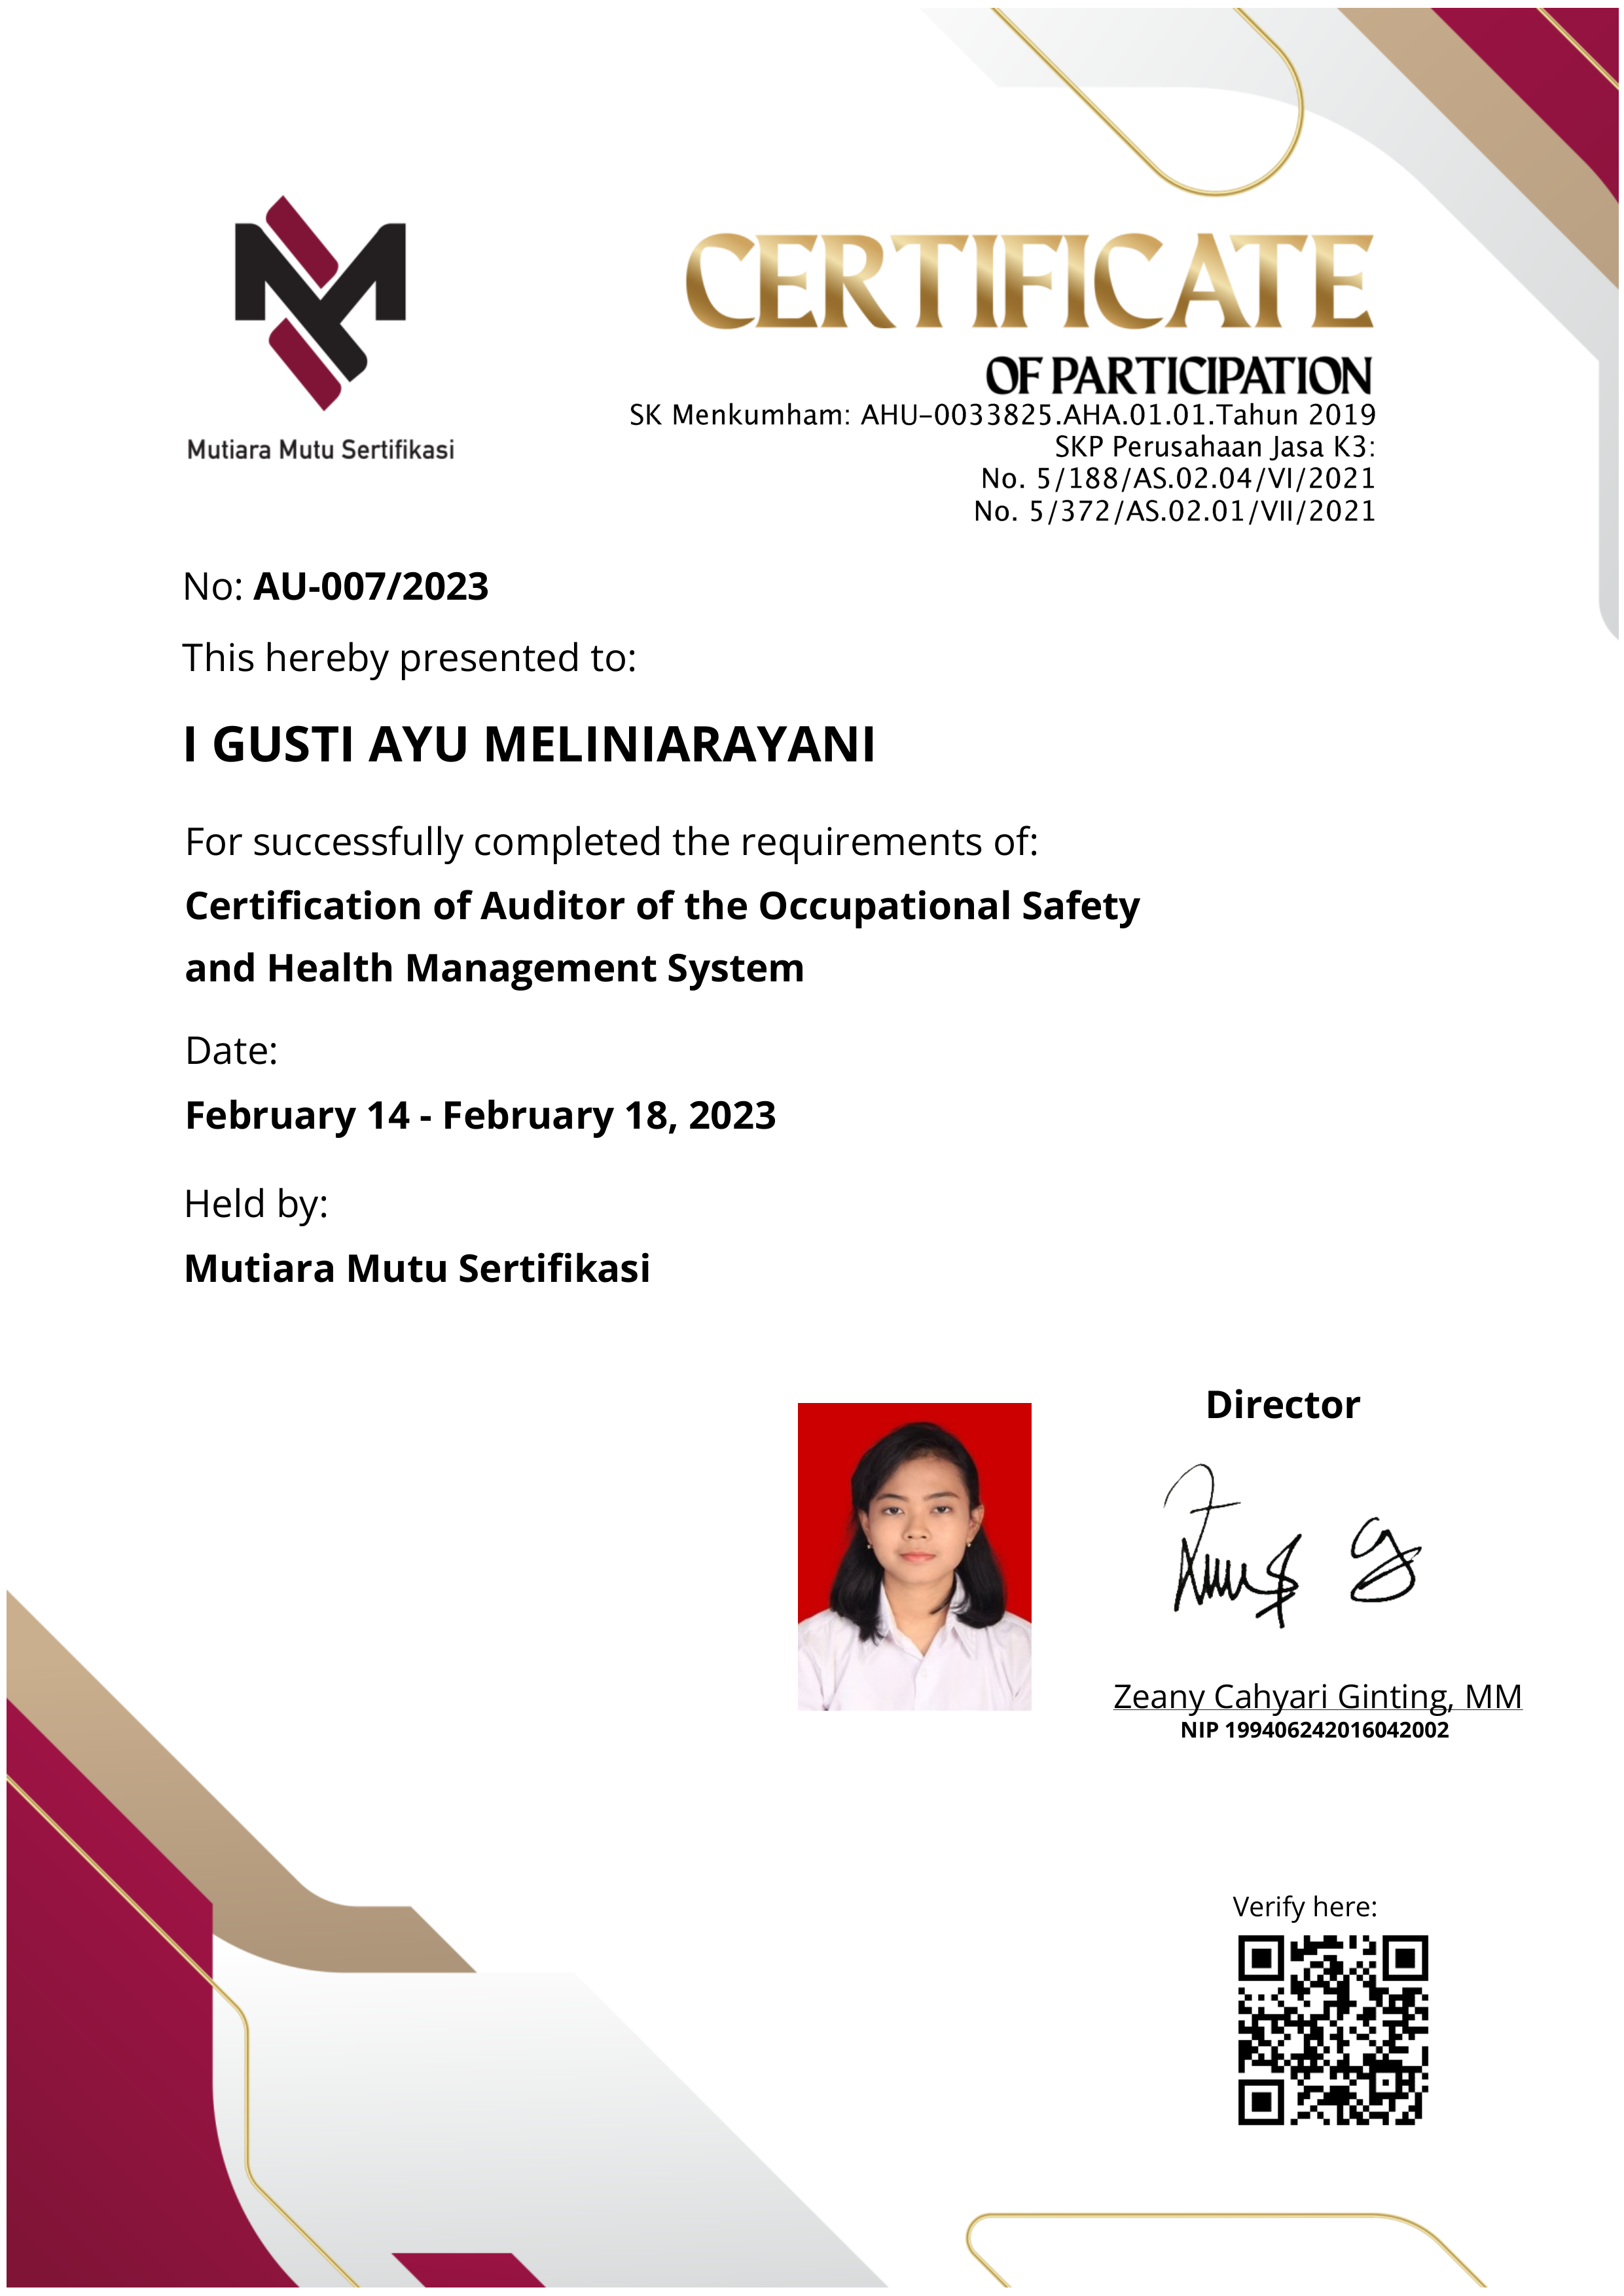 CERTIFICATE
OF PARTICIPATION
SK Menkumham: AHU-0033825.AHA.01.01.Tahun 2019
SKP Perusahaan Jasa K3:
No. 5/188/AS.02.04/VI/2021
No. 5/372/AS.02.01/VII/2021
Mutiara Mutu Sertifikasi
No: AU-007/2023
This hereby presented to:
I GUSTI AYU MELINIARAYANI
For successfully completed the requirements of:
Certification of Auditor of the Occupational Safety
and Health Management System
Date:
February 14 - February 18, 2023
Held by:
Mutiara Mutu Sertifikasi
Director
Zeany Cahyari Ginting, MM
NIP 199406242016042002
Verify here: